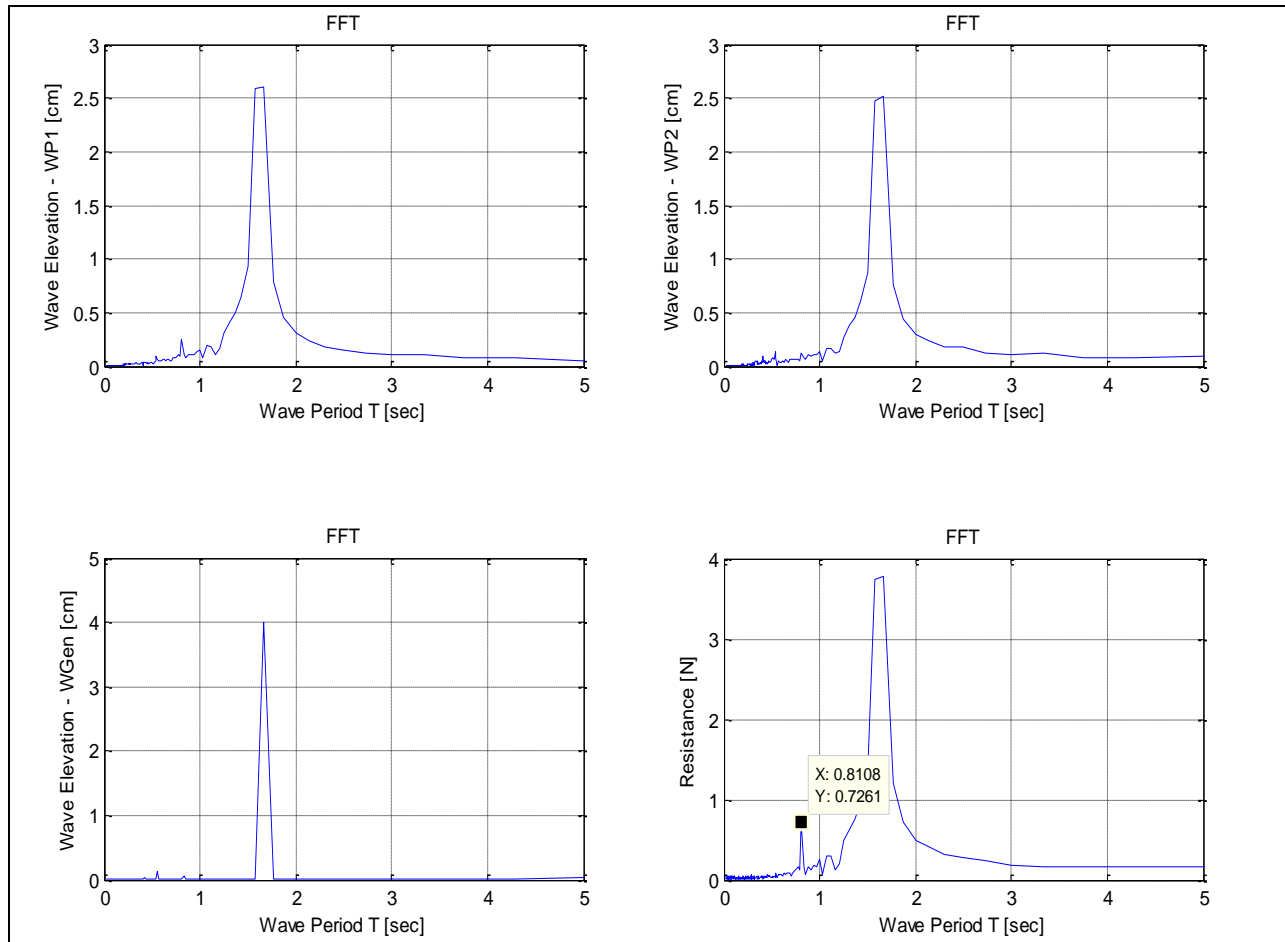 FFT
3
2.5
2
1.5
1
0.5
0
0 1 2 3 4 5
Wave Elevation - WP1 [cm]
Wave Period T [sec]
FFT
3
2.5
2
1.5
1
0.5
0
0 1 2 3 4 5
Wave Elevation - WP2 [cm]
Wave Period T [sec]
FFT
5
4
3
2
1
0
0 1 2 3 4 5
Wave Elevation - WGen [cm]
Wave Period T [sec]
FFT
4
3
2
1
0
0 1 2 3 4 5
Resistance [N]
X: 0.8108
Y: 0.7261
Wave Period T [sec]